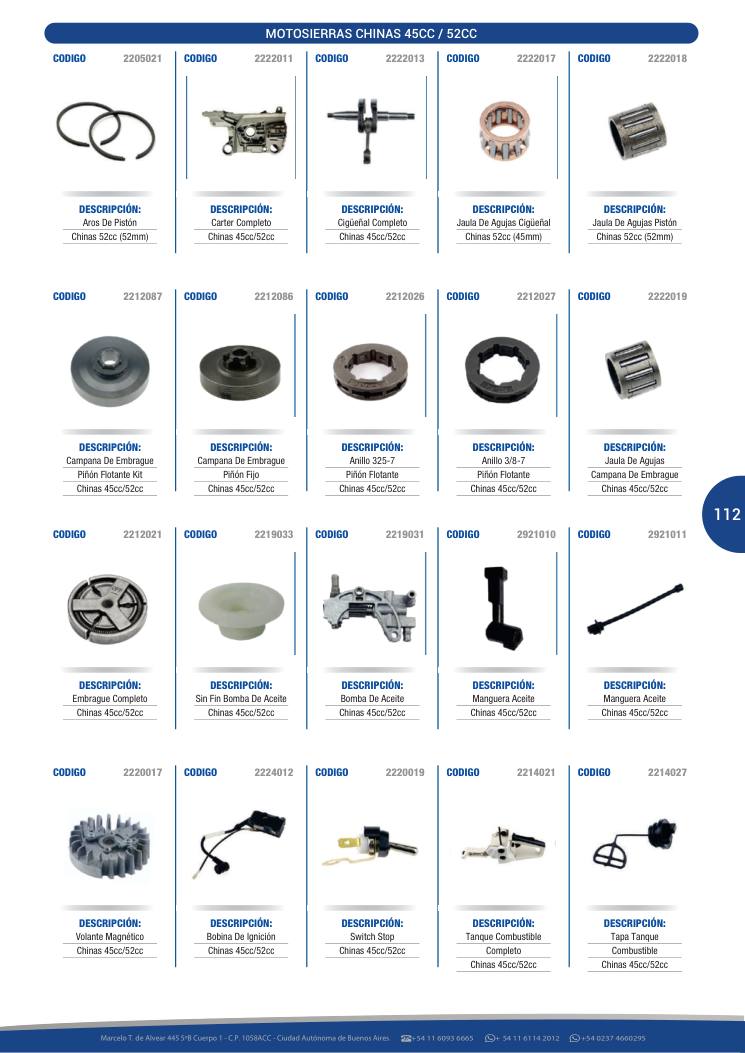 MOTOSIERRAS CHINAS 45CC / 52CC
CODIGO 2205021
DESCRIPCIÓN:
Aros De Pistón
Chinas 52cc (52mm)
CODIGO 2222011
DESCRIPCIÓN:
Carter Completo
Chinas 45cc/52cc
CODIGO 2222013
DESCRIPCIÓN:
Cigüeñal Completo
Chinas 45cc/52cc
CODIGO 2222017
DESCRIPCIÓN:
Jaula De Agujas Cigüeñal
Chinas 52cc (45mm)
CODIGO 2222018
DESCRIPCIÓN:
Jaula De Agujas Pistón
Chinas 52cc (52mm)
CODIGO 2212087
DESCRIPCIÓN:
Campana De Embrague
Piñón Flotante Kit
Chinas 45cc/52cc
CODIGO 2212086
DESCRIPCIÓN:
Campana De Embrague
Piñón Fijo
Chinas 45cc/52cc
CODIGO 2212026
DESCRIPCIÓN:
Anillo 325-7
Piñón Flotante
Chinas 45cc/52cc
CODIGO 2212027
DESCRIPCIÓN:
Anillo 3/8-7
Piñón Flotante
Chinas 45cc/52cc
CODIGO 2222019
DESCRIPCIÓN:
Jaula De Agujas
Campana De Embrague
Chinas 45cc/52cc
112
CODIGO 2212021
DESCRIPCIÓN:
Embrague Completo
Chinas 45cc/52cc
CODIGO 2219033
DESCRIPCIÓN:
Sin Fin Bomba De Aceite
Chinas 45cc/52cc
CODIGO 2219031
DESCRIPCIÓN:
Bomba De Aceite
Chinas 45cc/52cc
CODIGO 2921010
DESCRIPCIÓN:
Manguera Aceite
Chinas 45cc/52cc
CODIGO 2921011
DESCRIPCIÓN:
Manguera Aceite
Chinas 45cc/52cc
CODIGO 2220017
DESCRIPCIÓN:
Volante Magnético
Chinas 45cc/52cc
CODIGO 2224012
DESCRIPCIÓN:
Bobina De Ignición
Chinas 45cc/52cc
CODIGO 2220019
DESCRIPCIÓN:
Switch Stop
Chinas 45cc/52cc
CODIGO 2214021
DESCRIPCIÓN:
Tanque Combustible
Completo
Chinas 45cc/52cc
CODIGO 2214027
DESCRIPCIÓN:
Tapa Tanque
Combustible
Chinas 45cc/52cc
Marcelo T. de Alvear 445 5ºB Cuerpo 1 - C.P. 1058ACC - Ciudad Autónoma de Buenos Aires. +54 11 6093 6665 + 54 11 6114 2012 +54 0237 4660295